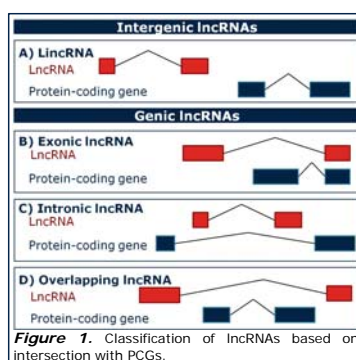 Intergenic lncRNAs
A) LincRNA
LncRNA
Protein-coding gene
Genic lncRNAs
B) Exonic lncRNA
LncRNA
Protein-coding gene
C) Intronic lncRNA
LncRNA
Protein-coding gene
D) Overlapping lncRNA
LncRNA
Protein-coding gene
Figure 1. Classification of lncRNAs based on
intersection with PCGs.